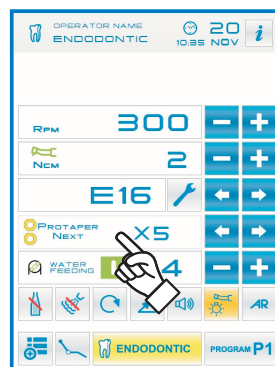 OPERATOR NAME
ENDODONTIC
10:35
20
NOV
i
RPM 300 - +
NCM 2 - +
E16
PROTAPER
NEXT
X5
WATER
FEEDING
4 - +
AR
ENDODONTIC
PROGRAM P1